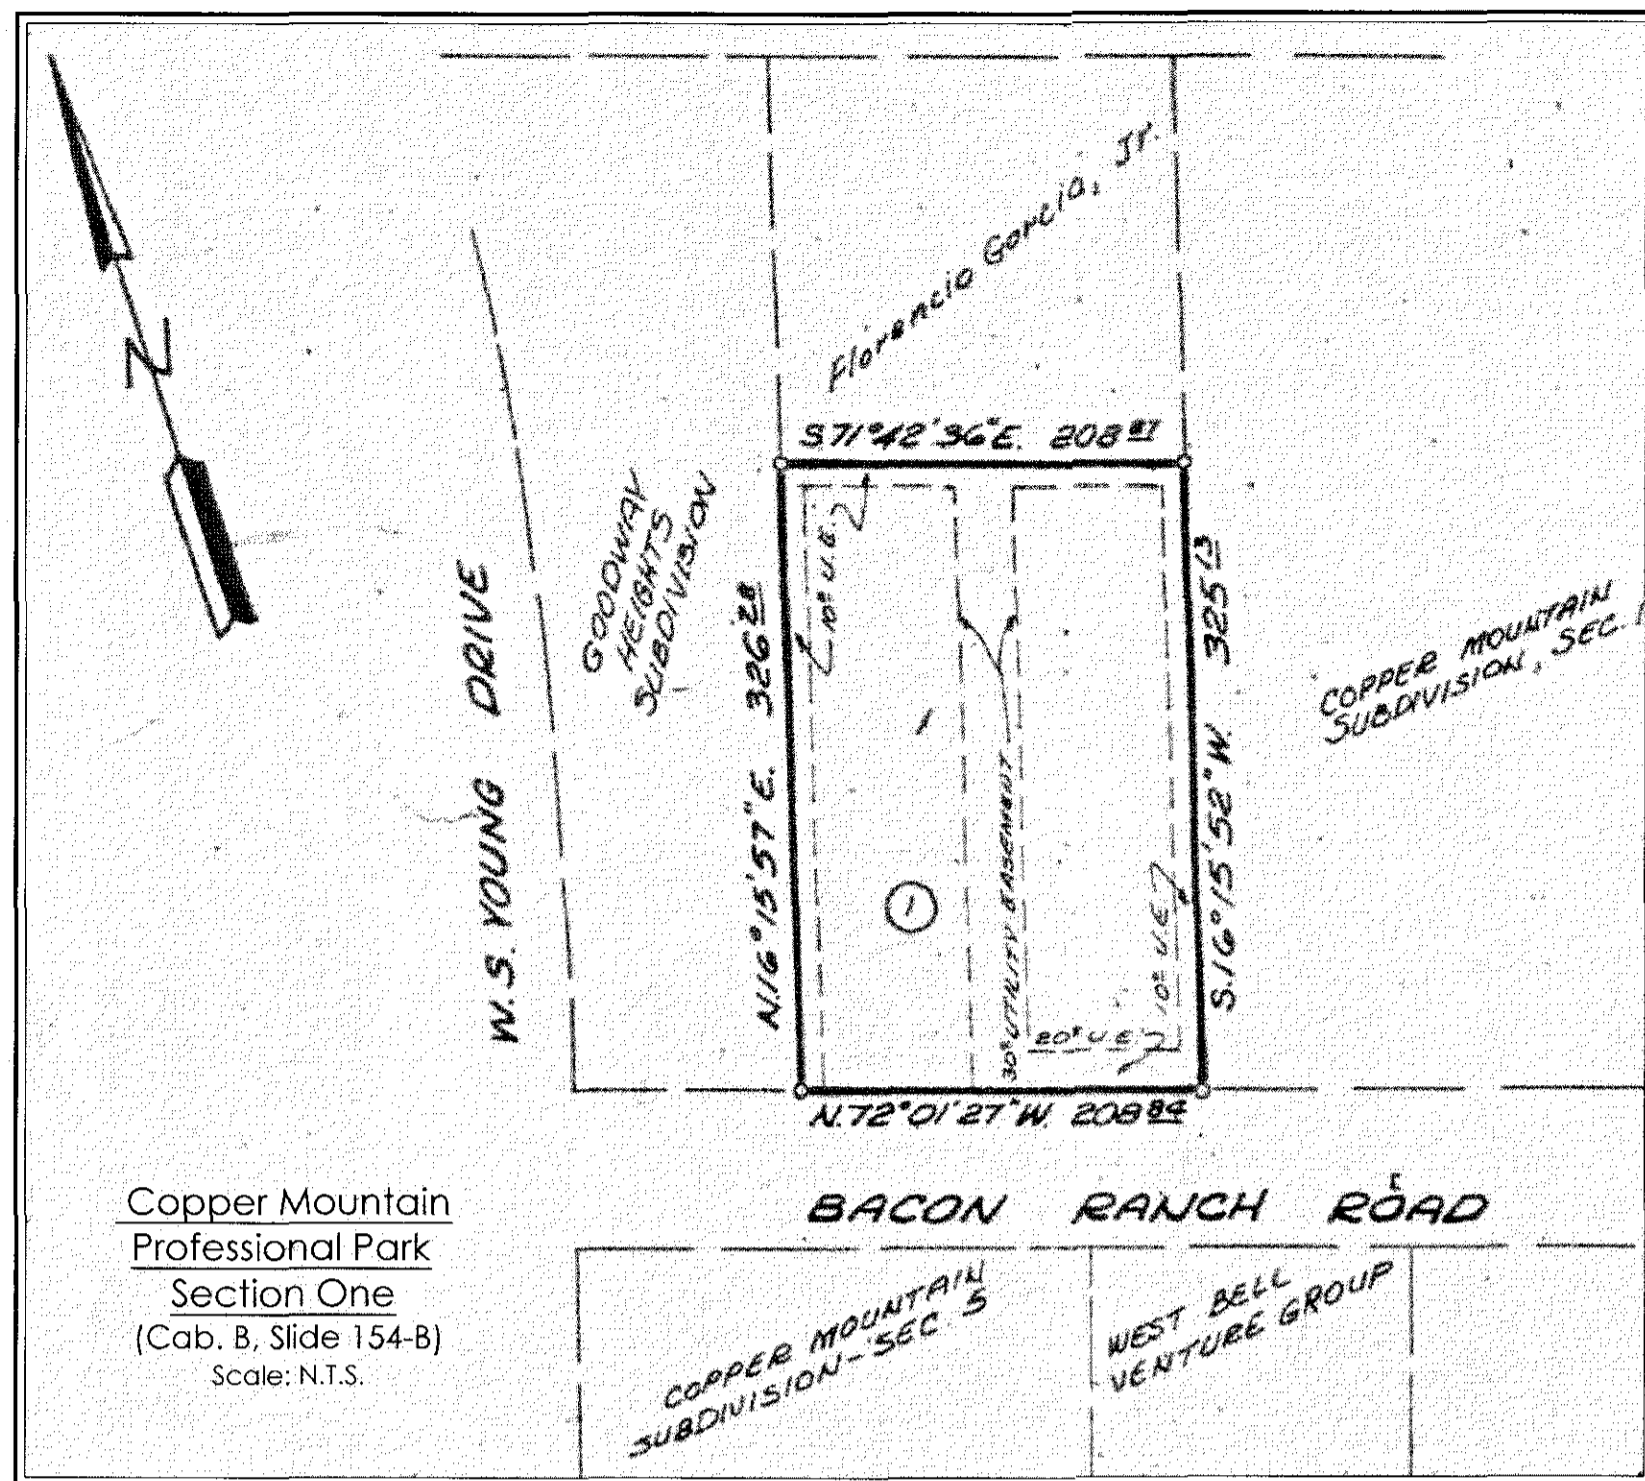 Florencio Garcia, Jr.
N
S 71° 42' 36" E. 208 87
GOODWAY
HEIGHTS
SUBDIVISION
W. S. YOUNG DRIVE
N. 16° 15' 57" E. 326 28
10' U.E.
1
30' UTILITY EASEMENT
1
20' U.E.
10' U.E.
S. 16° 15' 52" W. 325 13
COPPER MOUNTAIN
SUBDIVISION, SEC. 1
N. 72° 01' 27" W. 208 84
BACON RANCH ROAD
Copper Mountain
Professional Park
Section One
(Cab. B, Slide 154-B)
Scale: N.T.S.
COPPER MOUNTAIN
SUBDIVISION - SEC. 5
WEST BELL
VENTURE GROUP